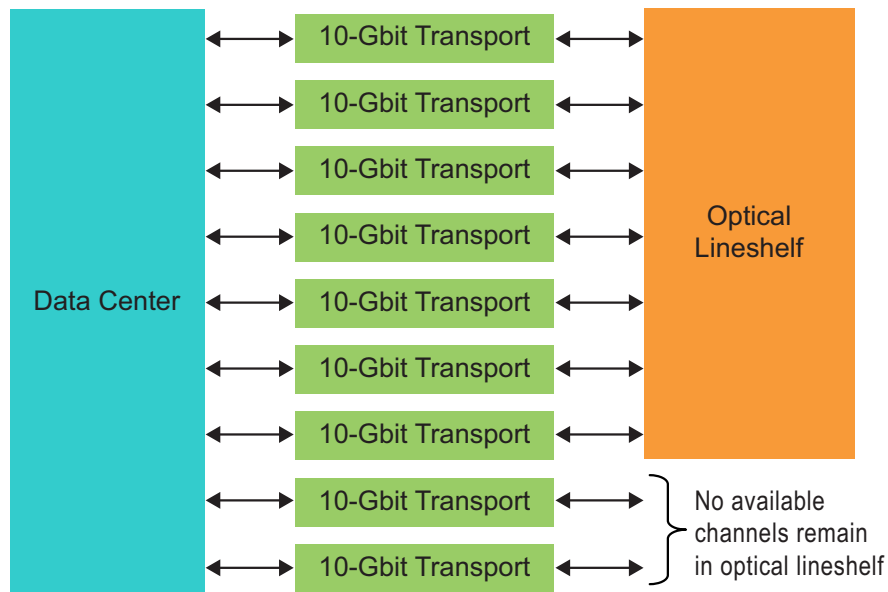 Data Center
10-Gbit Transport
10-Gbit Transport
10-Gbit Transport
10-Gbit Transport
10-Gbit Transport
10-Gbit Transport
10-Gbit Transport
10-Gbit Transport
10-Gbit Transport
Optical
Lineshelf
No available
channels remain
in optical lineshelf